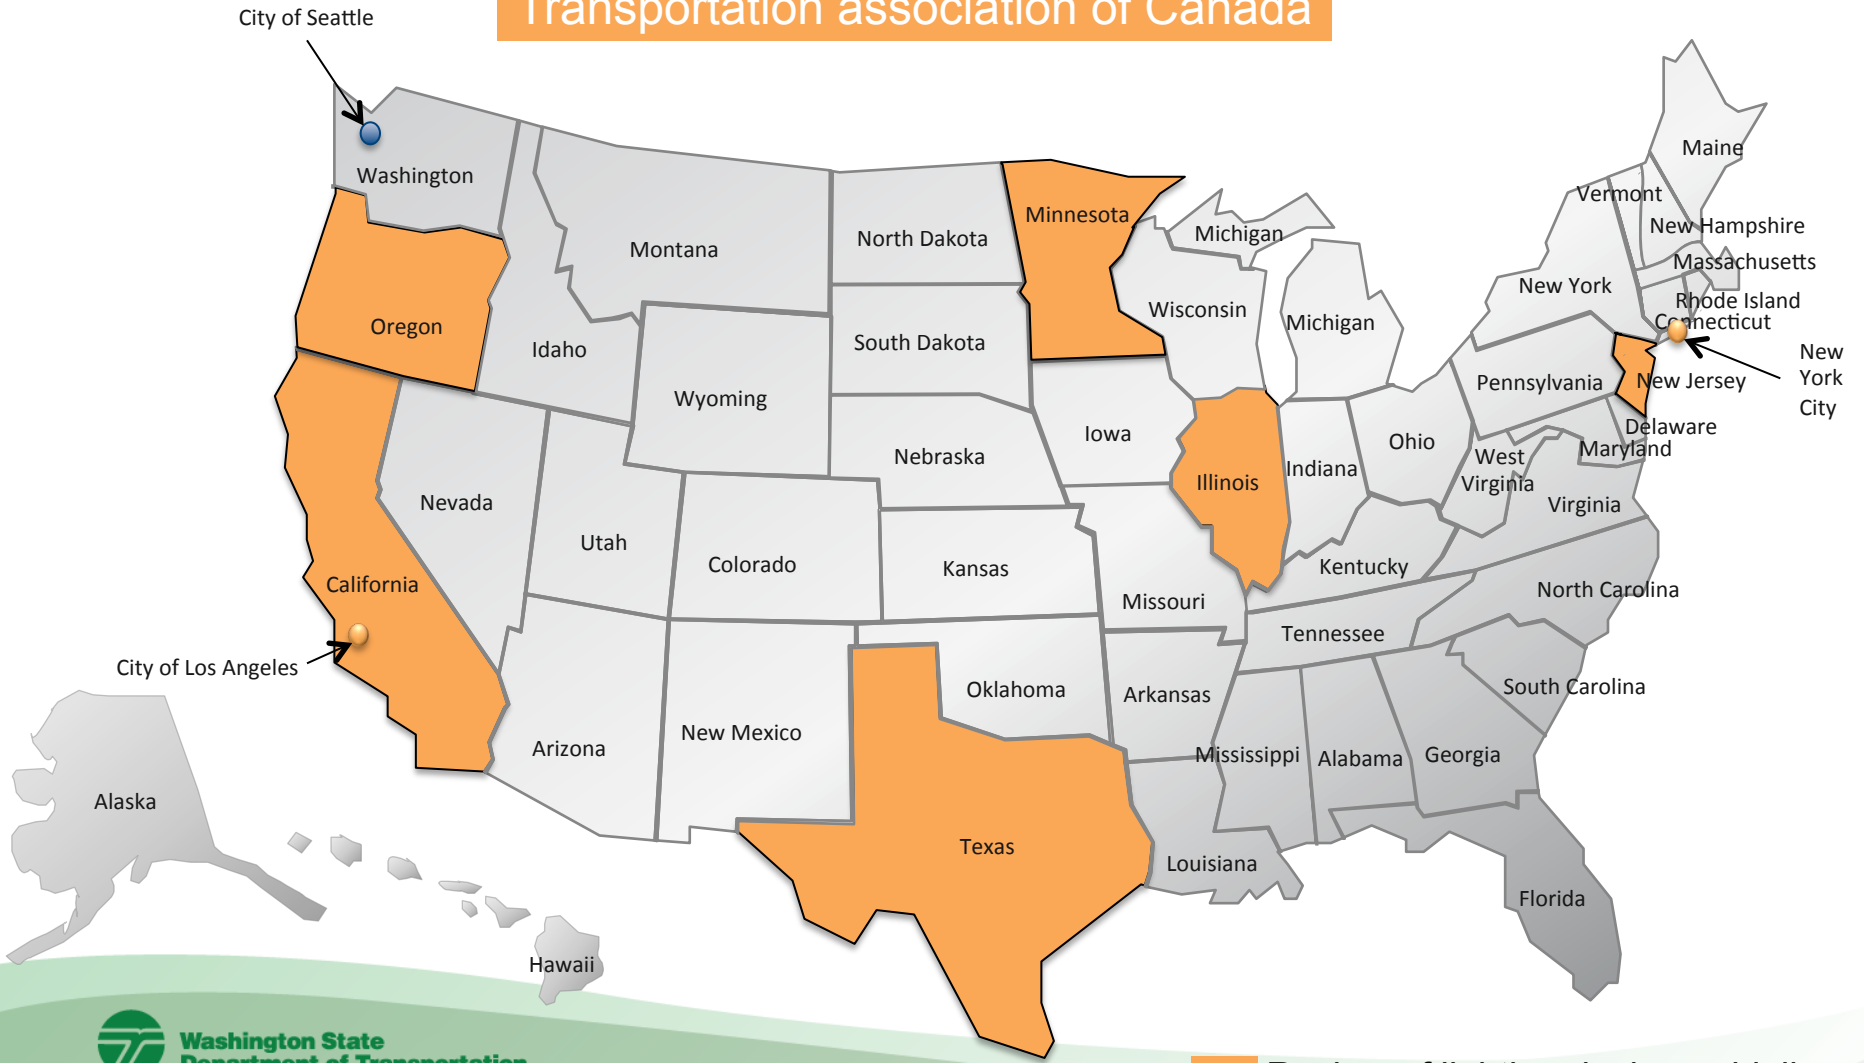 Transportation association of Canada
City of Seattle
Washington
Oregon
California
City of Los Angeles
Nevada
Idaho
Montana
Wyoming
Utah
Colorado
Arizona
New Mexico
North Dakota
South Dakota
Nebraska
Kansas
Oklahoma
Texas
Minnesota
Iowa
Missouri
Arkansas
Louisiana
Wisconsin
Michigan
Michigan
Illinois
Indiana
Ohio
Kentucky
Tennessee
Mississippi
Alabama
Georgia
Florida
South Carolina
North Carolina
Virginia
West
Virginia
Maryland
Delaware
Pennsylvania
New Jersey
New York
New
York
City
Connecticut
Rhode Island
Massachusetts
New Hampshire
Vermont
Maine
Alaska
Hawaii
Washington State
Department of Transportation